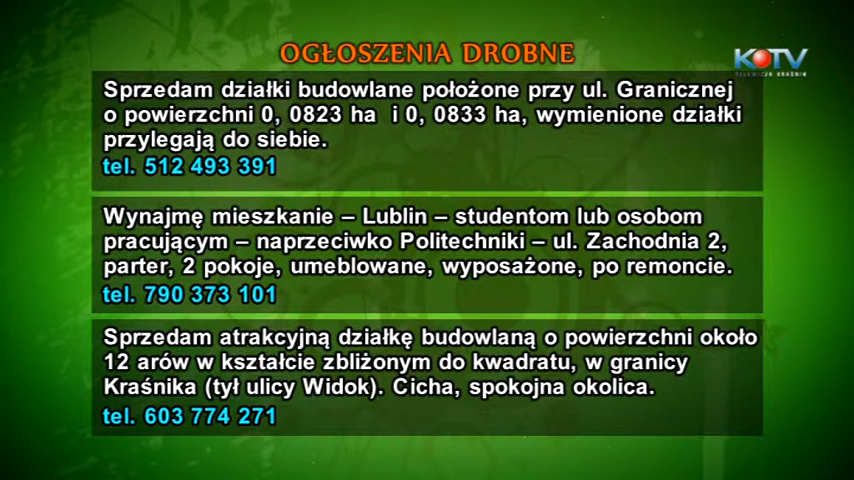 OGŁOSZENIA DROBNE
KOTV
TELEWIZJA KRAŚNIK
Sprzedam działki budowlane położone przy ul. Granicznej
o powierzchni 0, 0823 ha i 0, 0833 ha, wymienione działki
przylegają do siebie.
tel. 512 493 391
Wynajmę mieszkanie – Lublin – studentom lub osobom
pracującym – naprzeciwko Politechniki – ul. Zachodnia 2,
parter, 2 pokoje, umeblowane, wyposażone, po remoncie.
tel. 790 373 101
Sprzedam atrakcyjną działkę budowlaną o powierzchni około
12 arów w kształcie zbliżonym do kwadratu, w granicy
Kraśnika (tył ulicy Widok). Cicha, spokojna okolica.
tel. 603 774 271